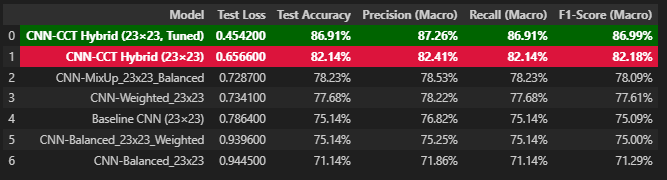 Model Test Loss Test Accuracy Precision (Macro) Recall (Macro) F1-Score (Macro)
0 CNN-CCT Hybrid (23×23, Tuned) 0.454200 86.91% 87.26% 86.91% 86.99%
1 CNN-CCT Hybrid (23×23) 0.656600 82.14% 82.41% 82.14% 82.18%
2 CNN-MixUp_23x23_Balanced 0.728700 78.23% 78.53% 78.23% 78.09%
3 CNN-Weighted_23x23 0.734100 77.68% 78.22% 77.68% 77.61%
4 Baseline CNN (23×23) 0.786400 75.14% 76.82% 75.14% 75.09%
5 CNN-Balanced_23x23_Weighted 0.939600 75.14% 75.25% 75.14% 75.00%
6 CNN-Balanced_23x23 0.944500 71.14% 71.86% 71.14% 71.29%